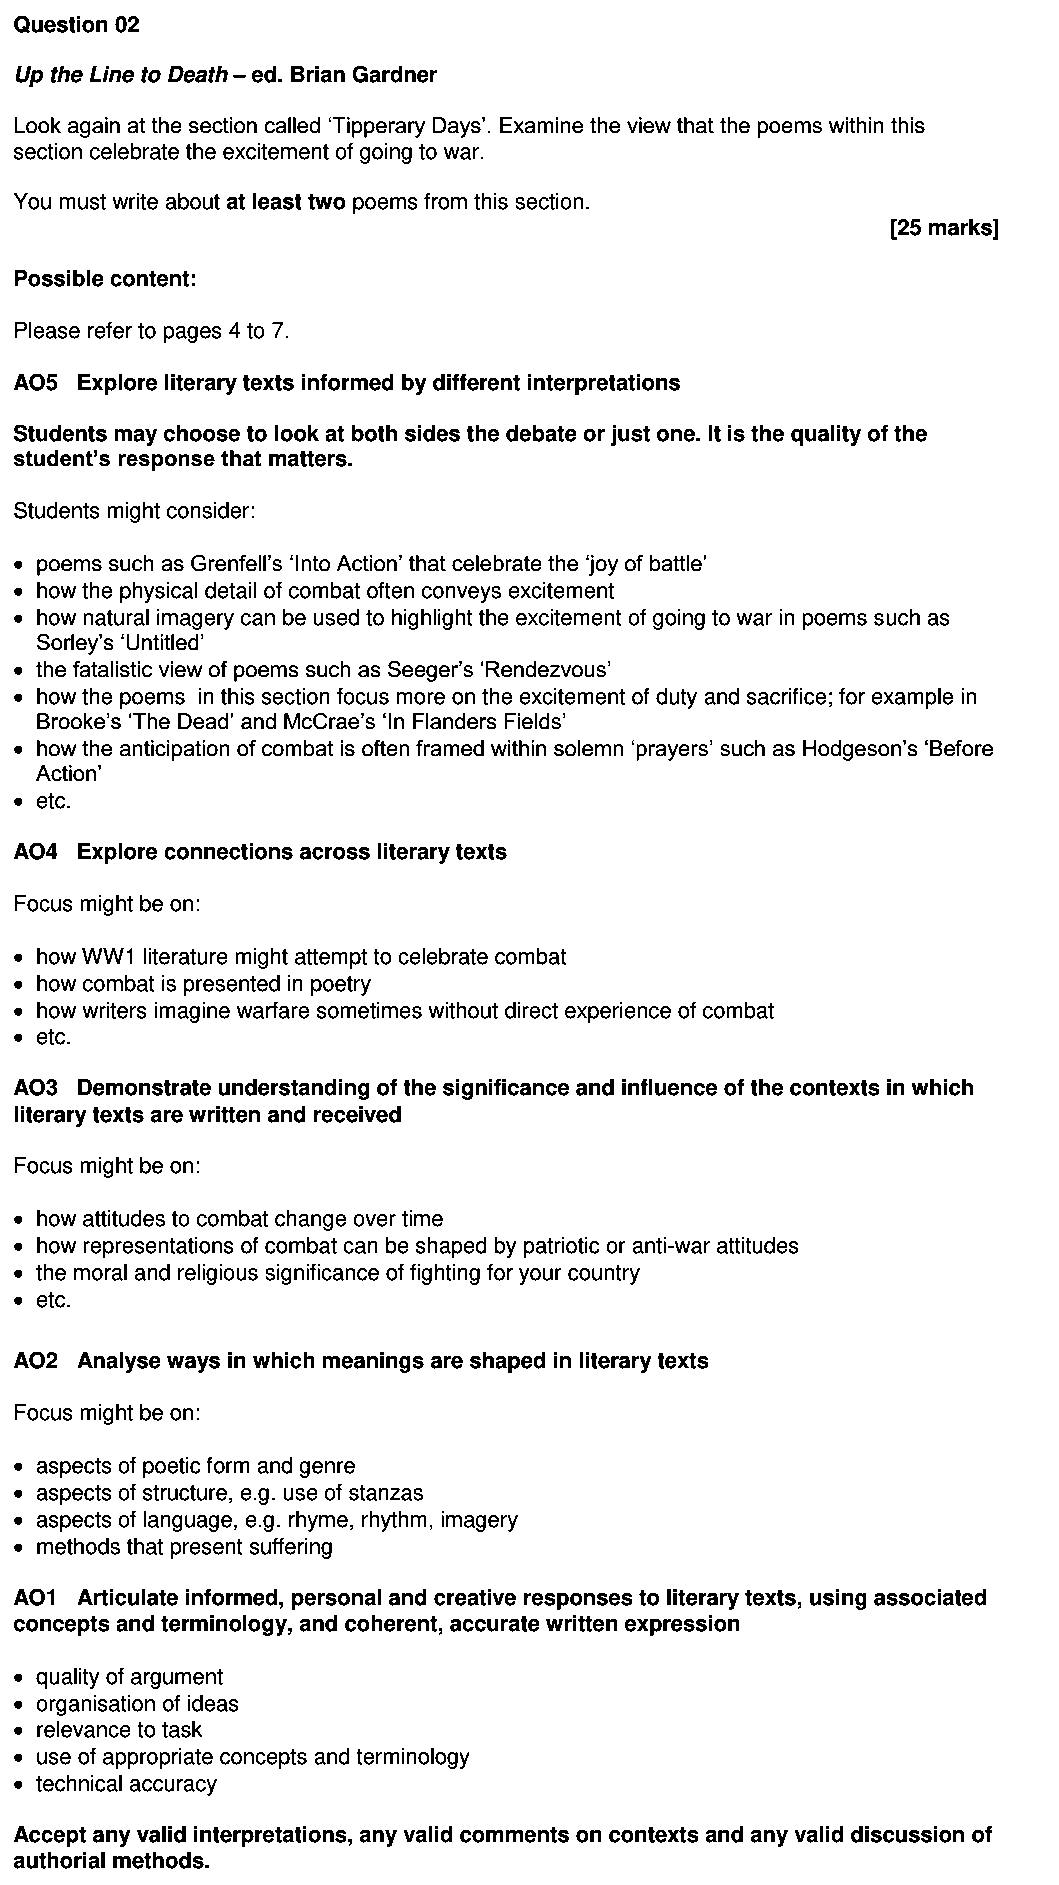 Question 02
Up the Line to Death – ed. Brian Gardner
Look again at the section called ‘Tipperary Days’. Examine the view that the poems within this
section celebrate the excitement of going to war.
You must write about at least two poems from this section.
[25 marks]
Possible content:
Please refer to pages 4 to 7.
AO5 Explore literary texts informed by different interpretations
Students may choose to look at both sides the debate or just one. It is the quality of the
student’s response that matters.
Students might consider:
• poems such as Grenfell’s ‘Into Action’ that celebrate the ‘joy of battle’
• how the physical detail of combat often conveys excitement
• how natural imagery can be used to highlight the excitement of going to war in poems such as
Sorley’s ‘Untitled’
• the fatalistic view of poems such as Seeger’s ‘Rendezvous’
• how the poems in this section focus more on the excitement of duty and sacrifice; for example in
Brooke’s ‘The Dead’ and McCrae’s ‘In Flanders Fields’
• how the anticipation of combat is often framed within solemn ‘prayers’ such as Hodgeson’s ‘Before
Action’
• etc.
AO4 Explore connections across literary texts
Focus might be on:
• how WW1 literature might attempt to celebrate combat
• how combat is presented in poetry
• how writers imagine warfare sometimes without direct experience of combat
• etc.
AO3 Demonstrate understanding of the significance and influence of the contexts in which
literary texts are written and received
Focus might be on:
• how attitudes to combat change over time
• how representations of combat can be shaped by patriotic or anti-war attitudes
• the moral and religious significance of fighting for your country
• etc.
AO2 Analyse ways in which meanings are shaped in literary texts
Focus might be on:
• aspects of poetic form and genre
• aspects of structure, e.g. use of stanzas
• aspects of language, e.g. rhyme, rhythm, imagery
• methods that present suffering
AO1 Articulate informed, personal and creative responses to literary texts, using associated
concepts and terminology, and coherent, accurate written expression
• quality of argument
• organisation of ideas
• relevance to task
• use of appropriate concepts and terminology
• technical accuracy
Accept any valid interpretations, any valid comments on contexts and any valid discussion of
authorial methods.